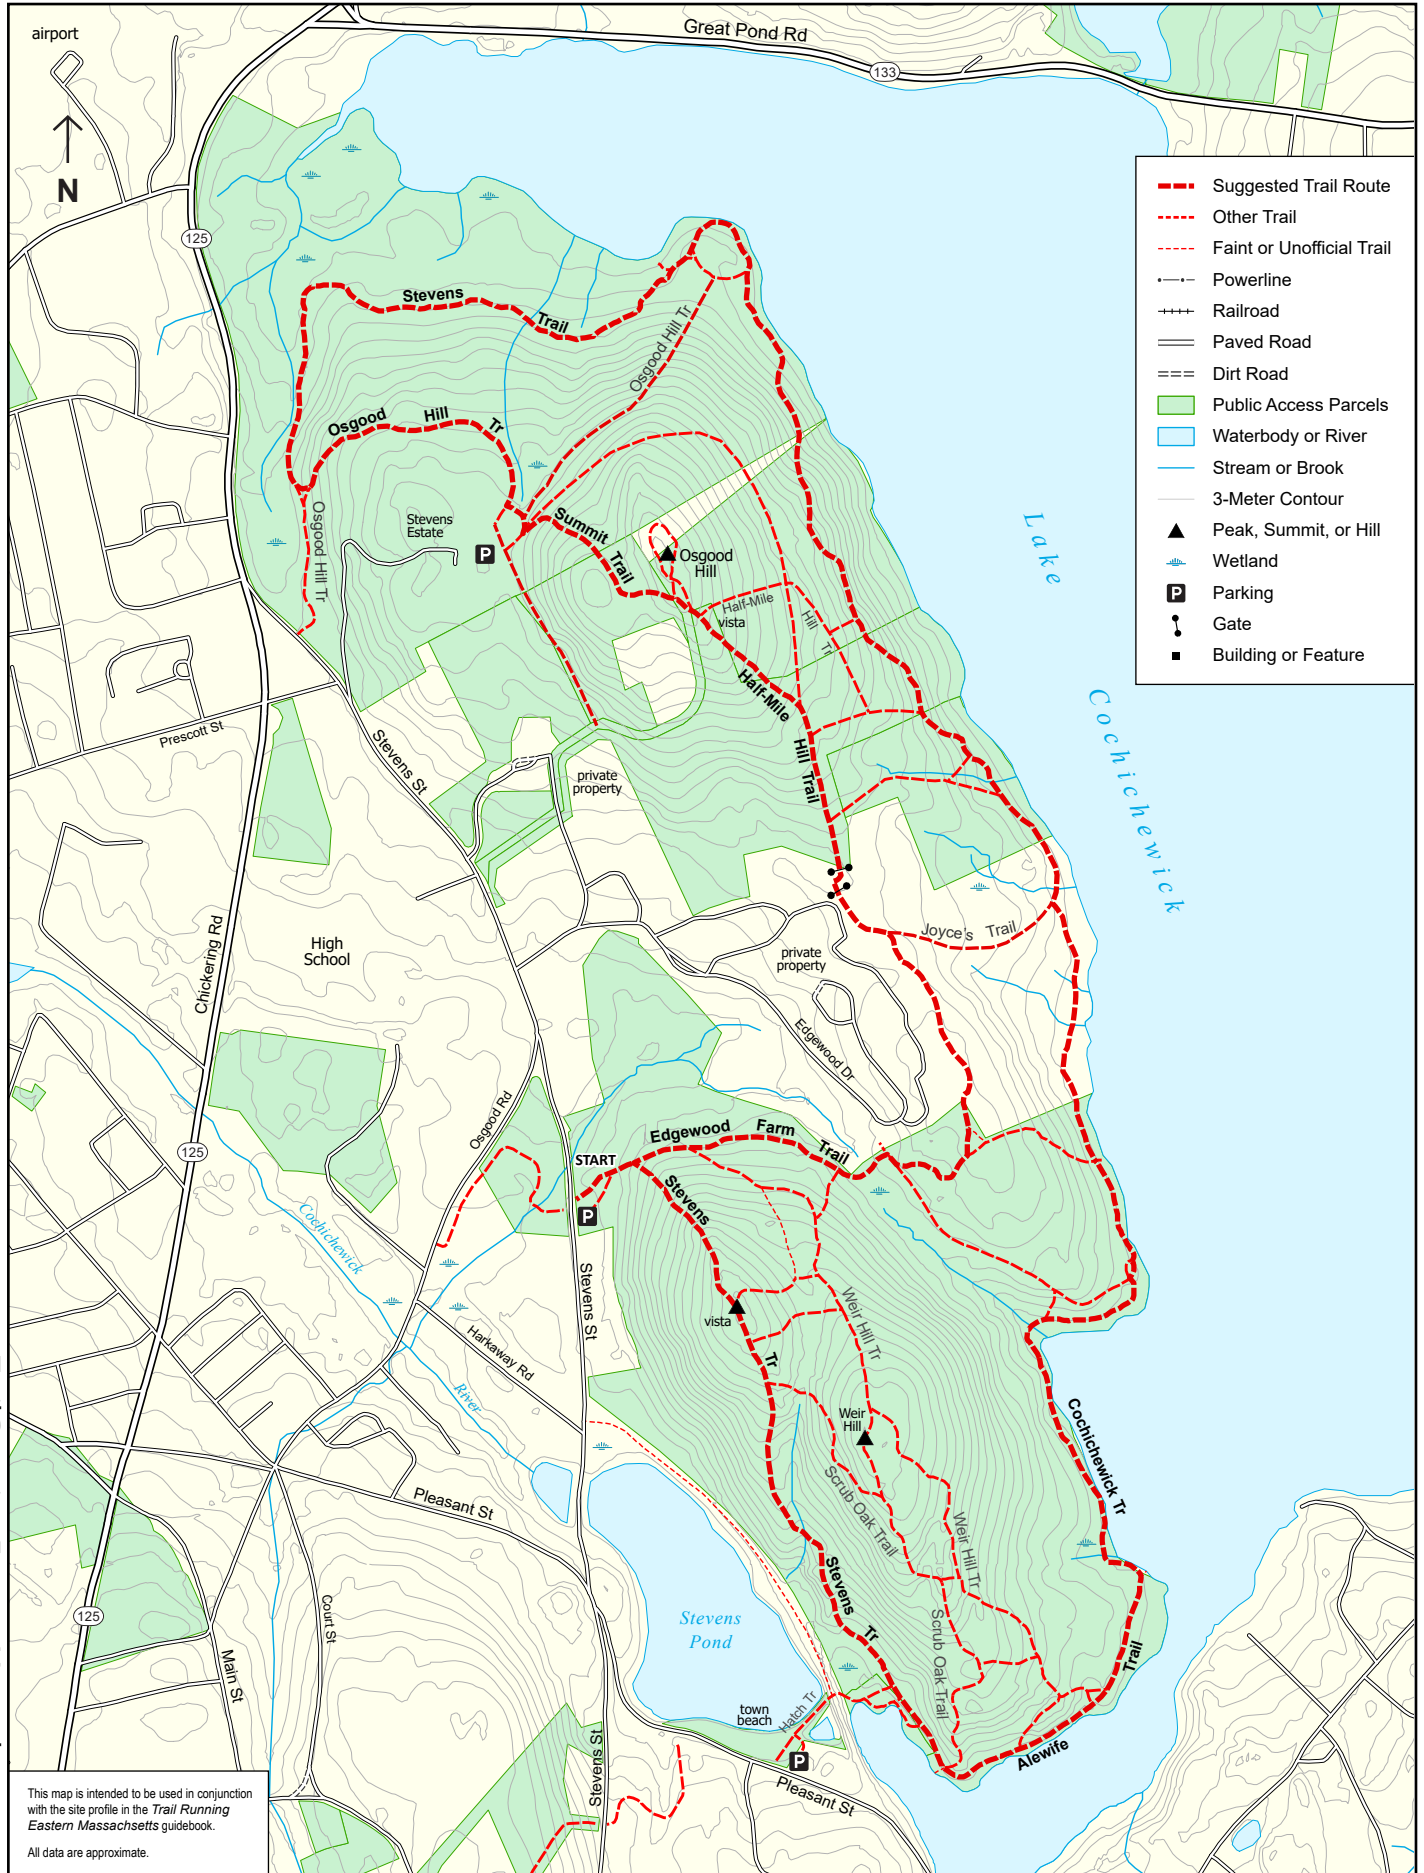 airport
Great Pond Rd
133
N
125
Suggested Trail Route
Other Trail
Faint or Unofficial Trail
Powerline
Railroad
Paved Road
Dirt Road
Public Access Parcels
Waterbody or River
Stream or Brook
3-Meter Contour
Peak, Summit, or Hill
Wetland
P Parking
Gate
Building or Feature
Stevens
Trail
Osgood Hill Tr
Osgood Hill Tr
Osgood Hill Tr
Stevens
Estate
P
Summit
Trail
Osgood
Hill
Half-Mile
Hill Tr
vista
Lake
Cochichewick
Half-Mile
Hill Trail
Prescott St
Stevens St
private
property
High
School
Chickering Rd
Joyce's Trail
private
property
Edgewood Dr
Osgood Rd
125
START
Edgewood Farm
Trail
P
Stevens
Cochichewick
River
Stevens St
vista
Tr
Weir Hill Tr
Harkaway Rd
Weir
Hill
Scrub Oak Trail
Weir Hill Tr
Cochichewick Tr
Pleasant St
125
Court St
Main St
Stevens
Pond
Stevens
Tr
Scrub Oak Trail
Trail
town
beach
Hatch Tr
P
Alewife
Pleasant St
Stevens St
This map is intended to be used in conjunction
with the site profile in the Trail Running
Eastern Massachsetts guidebook.
All data are approximate.